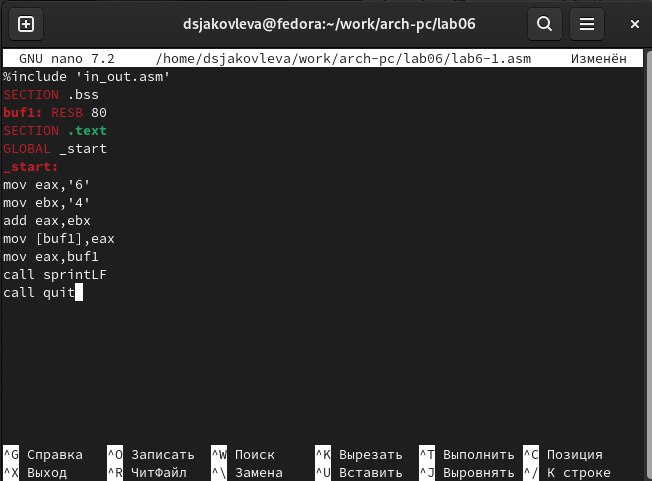 dsjakovleva@fedora:~/work/arch-pc/lab06
GNU nano 7.2 /home/dsjakovleva/work/arch-pc/lab06/lab6-1.asm Изменён
%include 'in_out.asm'
SECTION .bss
buf1: RESB 80
SECTION .text
GLOBAL _start
_start:
mov eax,'6'
mov ebx,'4'
add eax,ebx
mov [buf1],eax
mov eax,buf1
call sprintLF
call quit
^G Справка ^O Записать ^W Поиск ^K Вырезать ^T Выполнить ^C Позиция
^X Выход ^R ЧитФайл ^\ Замена ^U Вставить ^J Выровнять ^/ К строке